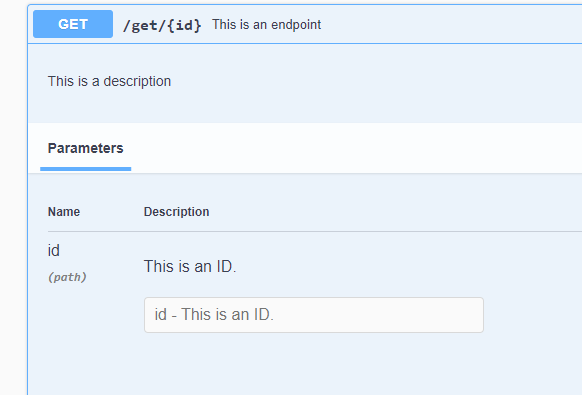 GET /get/{id} This is an endpoint
This is a description
Parameters
Name Description
id
(path)
This is an ID.
id - This is an ID.